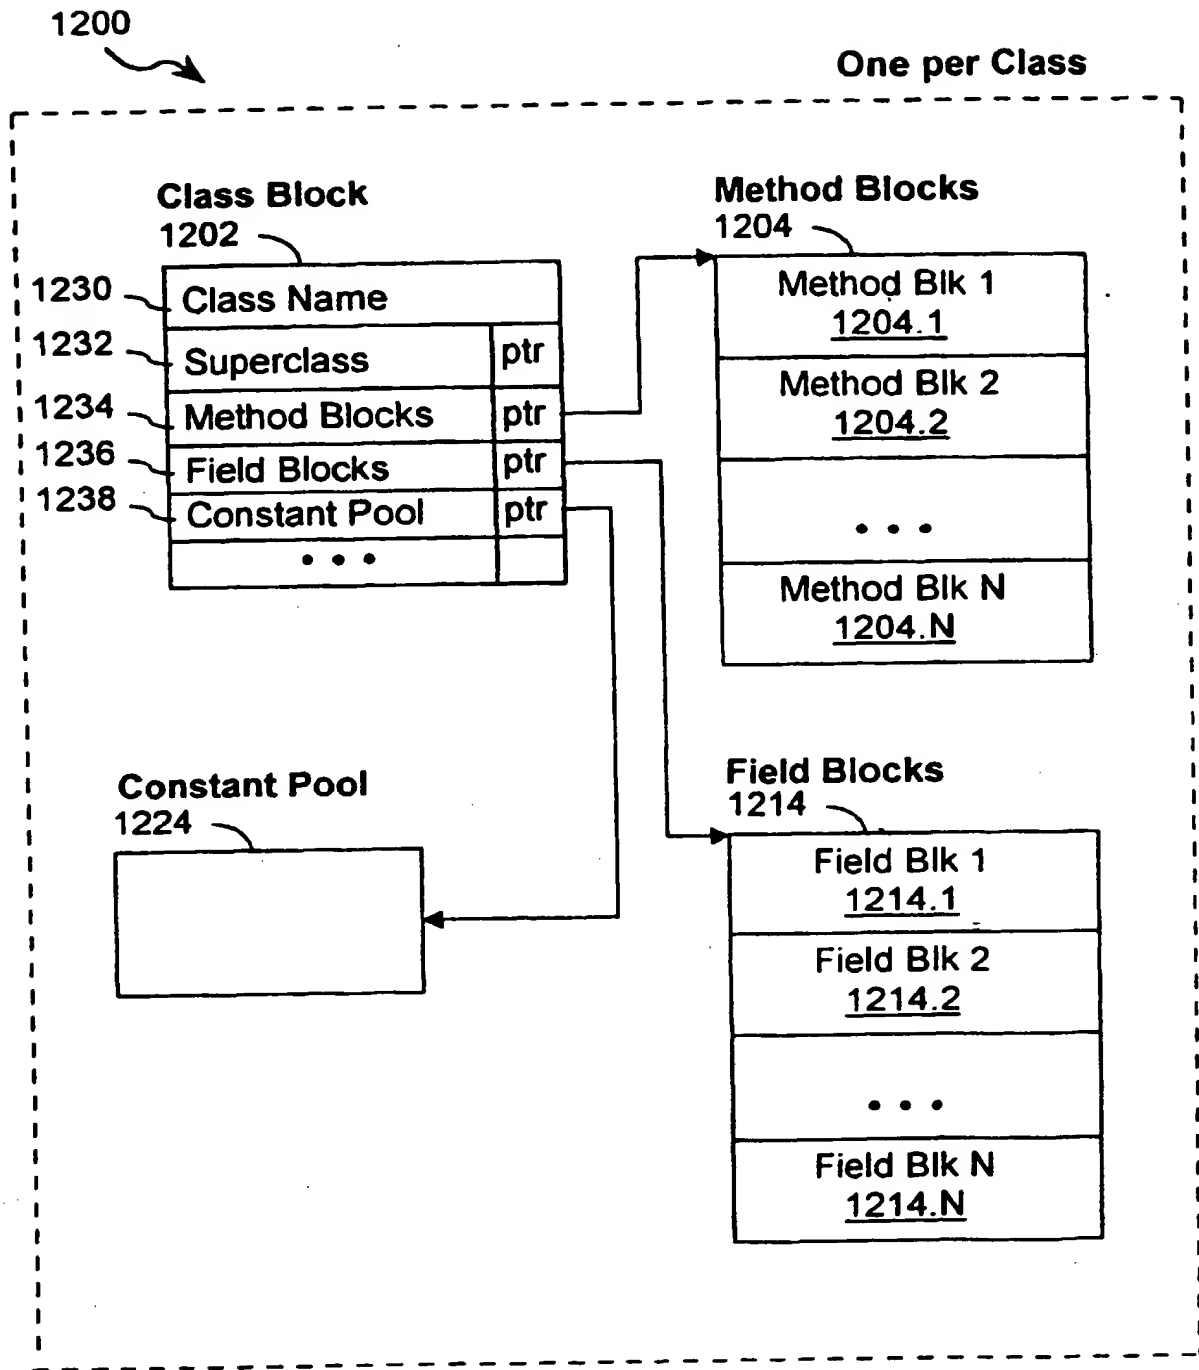 1200
One per Class
Class Block
1202
1230
Class Name
1232
Superclass ptr
1234
Method Blocks ptr
1236
Field Blocks ptr
1238
Constant Pool ptr
• • •
Method Blocks
1204
Method Blk 1
1204.1
Method Blk 2
1204.2
• • •
Method Blk N
1204.N
Constant Pool
1224
Field Blocks
1214
Field Blk 1
1214.1
Field Blk 2
1214.2
• • •
Field Blk N
1214.N